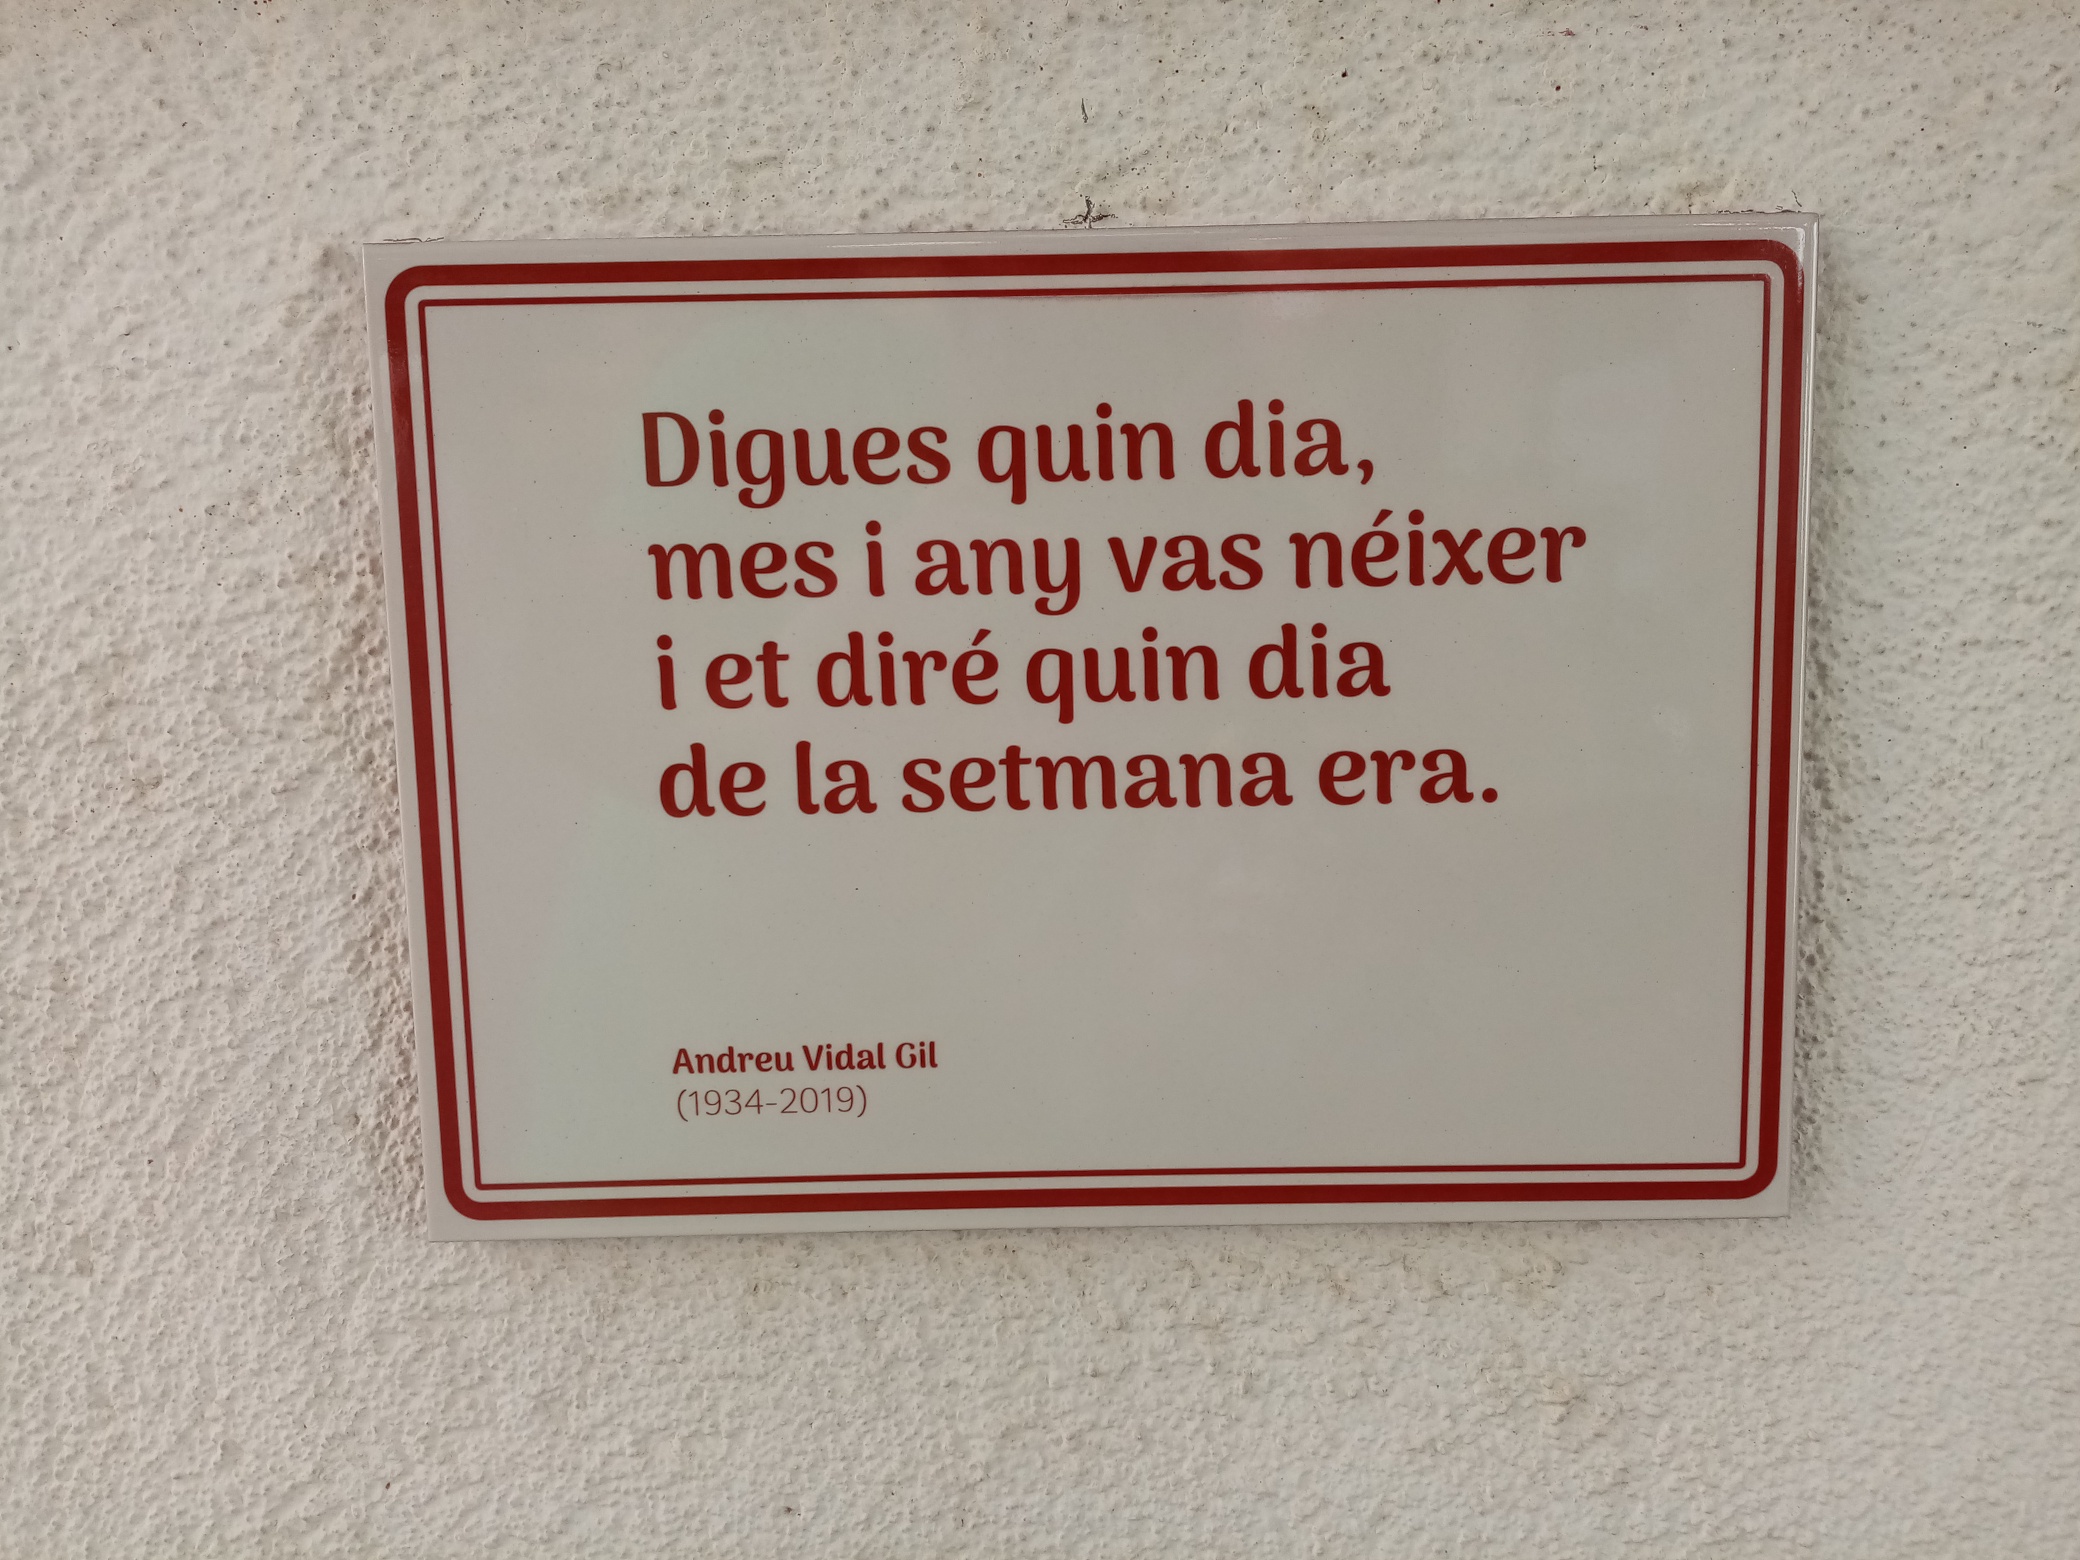 Digues quin dia,
mes i any vas néixer
i et diré quin dia
de la setmana era.
Andreu Vidal Gil
(1934-2019)